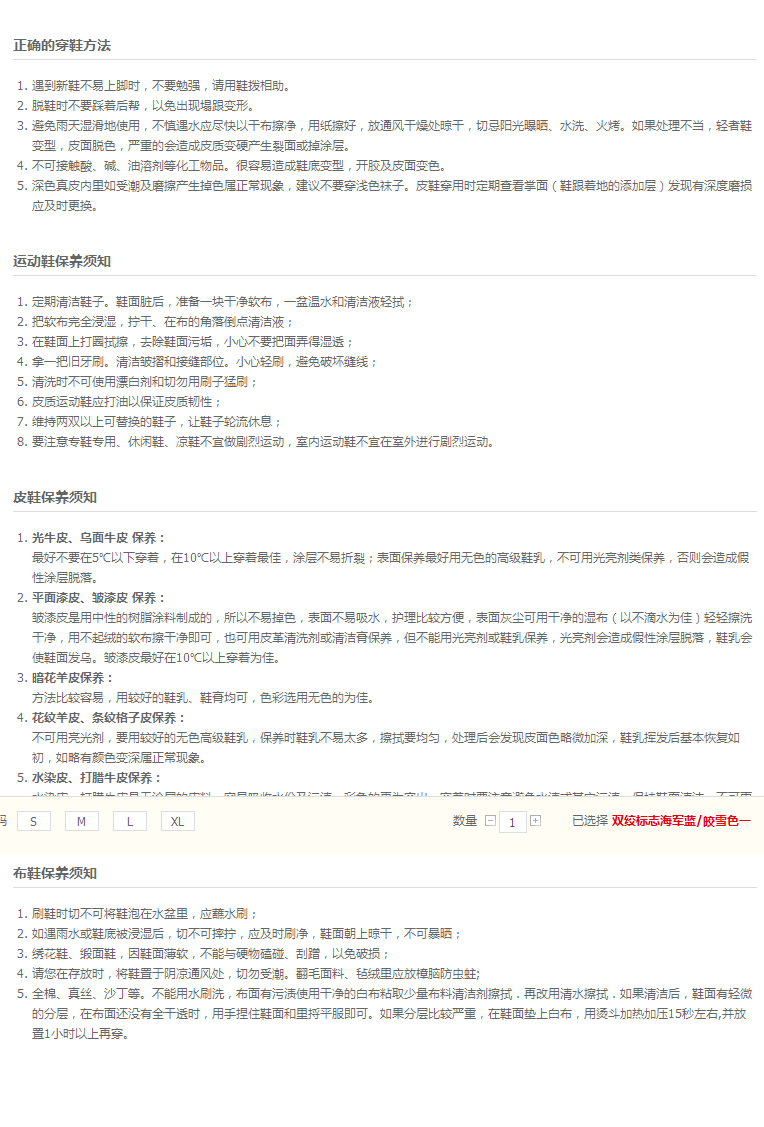 正确的穿鞋方法
1. 遇到新鞋不易上脚时，不要勉强，请用鞋拨相助。
2. 脱鞋时不要踩着后帮，以免出现塌跟变形。
3. 避免雨天湿滑地使用，不慎遇水应尽快以干布擦净，用纸擦好，放通风干燥处晾干，切忌阳光曝晒、水洗、火烤。如果处理不当，轻者鞋
变型，皮面脱色，严重的会造成皮质变硬产生裂面或掉涂层。
4. 不可接触酸、碱、油溶剂等化工物品。很容易造成鞋底变型，开胶及皮面变色。
5. 深色真皮内里如受潮及磨擦产生掉色属正常现象，建议不要穿浅色袜子。皮鞋穿用时定期查看掌面（鞋跟着地的添加层）发现有深度磨损
应及时更换。
运动鞋保养须知
1. 定期清洁鞋子。鞋面脏后，准备一块干净软布，一盆温水和清洁液轻拭；
2. 把软布完全浸湿，拧干、在布的角落倒点清洁液；
3. 在鞋面上打圈拭擦，去除鞋面污垢，小心不要把面弄得湿透；
4. 拿一把旧牙刷。清洁皱摺和接缝部位。小心轻刷，避免破坏缝线；
5. 清洗时不可使用漂白剂和切勿用刷子猛刷；
6. 皮质运动鞋应打油以保证皮质韧性；
7. 维持两双以上可替换的鞋子，让鞋子轮流休息；
8. 要注意专鞋专用、休闲鞋、凉鞋不宜做剧烈运动，室内运动鞋不宜在室外进行剧烈运动。
皮鞋保养须知
1. 光牛皮、乌面牛皮 保养：
最好不要在5℃以下穿着，在10℃以上穿着最佳，涂层不易折裂；表面保养最好用无色的高级鞋乳，不可用光亮剂类保养，否则会造成假
性涂层脱落。
2. 平面漆皮、皱漆皮 保养：
皱漆皮是用中性的树脂涂料制成的，所以不易掉色，表面不易吸水，护理比较方便，表面灰尘可用干净的湿布（以不滴水为佳）轻轻擦洗
干净，用不起绒的软布擦干净即可，也可用皮革清洗剂或清洁膏保养，但不能用光亮剂或鞋乳保养，光亮剂会造成假性涂层脱落，鞋乳会
使鞋面发乌。皱漆皮最好在10℃以上穿着为佳。
3. 暗花羊皮保养：
方法比较容易，用较好的鞋乳、鞋膏均可，色彩选用无色的为佳。
4. 花纹羊皮、条纹格子皮保养：
不可用亮光剂，要用较好的无色高级鞋乳，保养时鞋乳不易太多，擦拭要均匀，处理后会发现皮面色略微加深，鞋乳挥发后基本恢复如
初，如略有颜色变深属正常现象。
5. 水染皮、打腊牛皮保养：
码 S M L XL 数量 1 已选择 双绞标志海军蓝/皎雪色一
布鞋保养须知
1. 刷鞋时切不可将鞋泡在水盆里，应蘸水刷；
2. 如遇雨水或鞋底被浸湿后，切不可摔拧，应及时刷净，鞋面朝上晾干，不可暴晒；
3. 绣花鞋、缎面鞋，因鞋面薄软，不能与硬物磕碰、刮蹭，以免破损；
4. 请您在存放时，将鞋置于阴凉通风处，切勿受潮。翻毛面料、毡绒里应放樟脑防虫蛀;
5. 全棉、真丝、沙丁等。不能用水刷洗，布面有污渍使用干净的白布粘取少量布料清洁剂擦拭．再改用清水擦拭．如果清洁后，鞋面有轻微
的分层，在布面还没有全干透时，用手捏住鞋面和里捋平服即可。如果分层比较严重，在鞋面垫上白布，用烫斗加热加压15秒左右,并放
置1小时以上再穿。